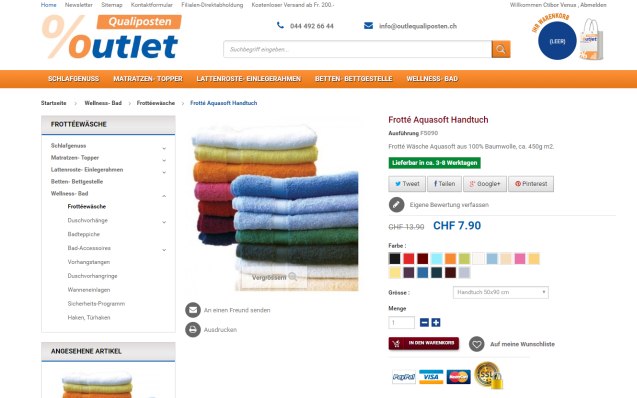 Home Newsletter Sitemap Kontaktformular Filialen-Direktabholung Kostenloser Versand ab Fr. 200.-
Willkommen Ctibor Venus , Abmelden
% Qualiposten
Outlet
044 492 66 44
info@outlequaliposten.ch
Suchbegriff eingeben...
IHR WARENKORB
(LEER)
SCHLAFGENUSS MATRATZEN- TOPPER LATTENROSTE- EINLEGERAHMEN BETTEN- BETTGESTELLE WELLNESS- BAD
Startseite > Wellness- Bad > Frottéewäsche > Frotté Aquasoft Handtuch
FROTTÉEWÄSCHE
Schlafgenuss
Matratzen- Topper
Lattenroste- Einlegerahmen
Betten- Bettgestelle
Wellness- Bad
Frottéewäsche
Duschvorhänge
Badteppiche
Bad-Accessoires
Vorhangstangen
Duschvorhangringe
Wanneneinlagen
Sicherheits-Programm
Haken, Türhaken
ANGESEHENE ARTIKEL
Vergrössern
An einen Freund senden
Ausdrucken
Frotté Aquasoft Handtuch
Ausführung F5090
Frotté Wäsche Aquasoft aus 100% Baumwolle, ca. 450g m2.
Lieferbar in ca. 3-8 Werktagen
Tweet Teilen Google+ Pinterest
Eigene Bewertung verfassen
CHF 13.90 CHF 7.90
Farbe :
Grösse : Handtuch 50x90 cm
Menge
1
IN DEN WARENKORB Auf meine Wunschliste
PayPal VISA MasterCard SSL